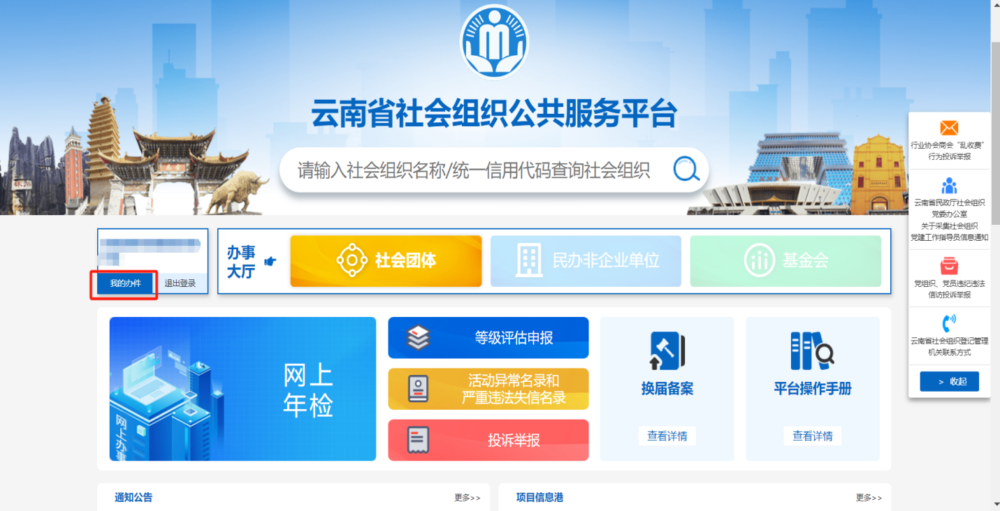 云南省社会组织公共服务平台
请输入社会组织名称/统一信用代码查询社会组织
行业协会商会“乱收费”
行为投诉举报
云南省民政厅社会组织
党委办公室
关于采集社会组织
党建工作指导员信息通知
党组织、党员违纪违法
信访投诉举报
云南省社会组织登记管理
机关联系方式
> 收起
我的办件
退出登录
办事
大厅
社会团体
民办非企业单位
基金会
网上
年检
网上办事
等级评估申报
活动异常名录和
严重违法失信名录
投诉举报
换届备案
查看详情
平台操作手册
查看详情
通知公告
更多>>
项目信息港
更多>>